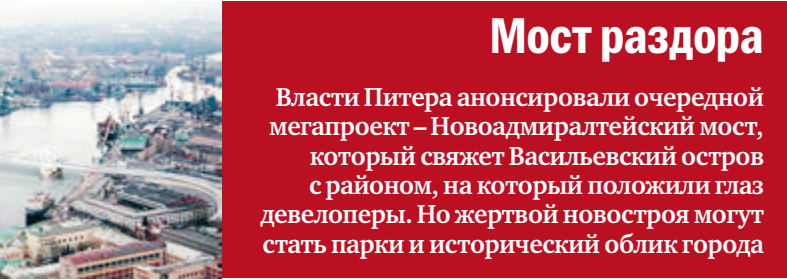 Мост раздора
Власти Питера анонсировали очередной
мегапроект – Новоадмиралтейский мост,
который свяжет Васильевский остров
с районом, на который положили глаз
девелоперы. Но жертвой новостроя могут
стать парки и исторический облик города